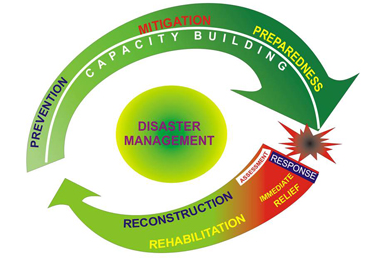 MITIGATION
PREVENTION
CAPACITY BUILDING
PREPAREDNESS
DISASTER
MANAGEMENT
ASSESSMENT
RESPONSE
IMMEDIATE
RELIEF
RECONSTRUCTION
REHABILITATION